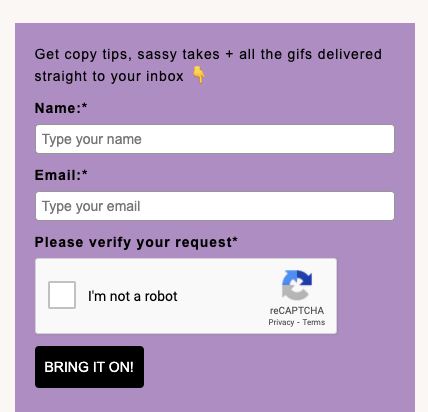 Get copy tips, sassy takes + all the gifs delivered
straight to your inbox 👇
Name:*
Type your name
Email:*
Type your email
Please verify your request*
I'm not a robot
reCAPTCHA
Privacy - Terms
BRING IT ON!